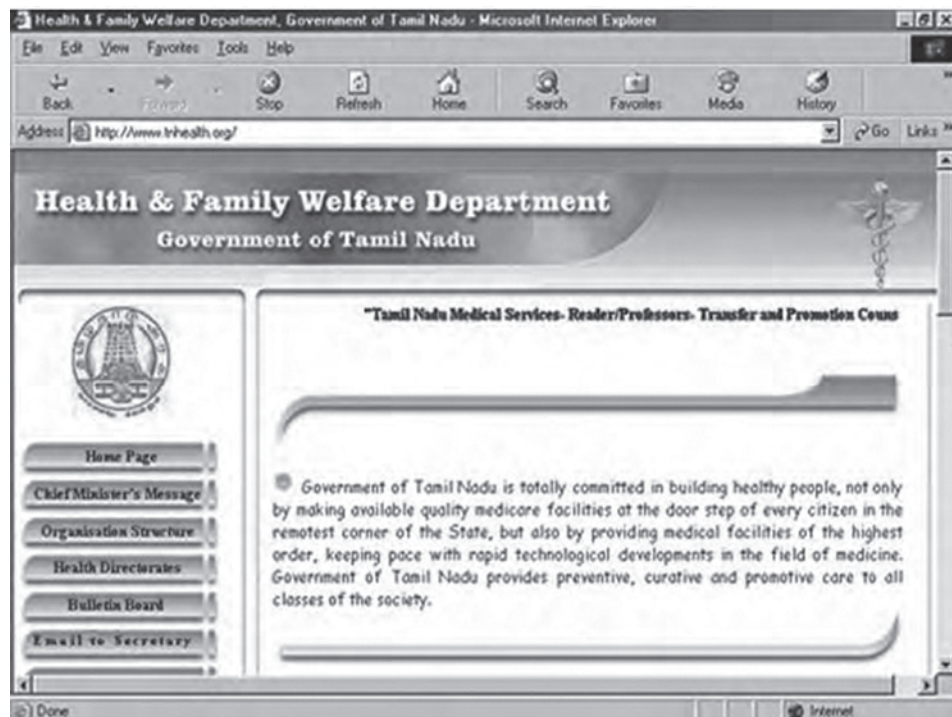 Health & Family Welfare Department, Government of Tamil Nadu - Microsoft Internet Explorer
File Edit View Favorites Tools Help
Back Forward Stop Refresh Home Search Favorites Media History
Address http://www.tnhealth.org/ Go Links
Health & Family Welfare Department
Government of Tamil Nadu
"Tamil Nadu Medical Services- Reader/Professors- Transfer and Promotion Couns
Home Page
Chief Minister's Message
Organisation Structure
Health Directorates
Bulletin Board
Email to Secretary
Government of Tamil Nadu is totally committed in building healthy people, not only
by making available quality medicare facilities at the door step of every citizen in the
remotest corner of the State, but also by providing medical facilities of the highest
order, keeping pace with rapid technological developments in the field of medicine.
Government of Tamil Nadu provides preventive, curative and promotive care to all
classes of the society.
Done Internet